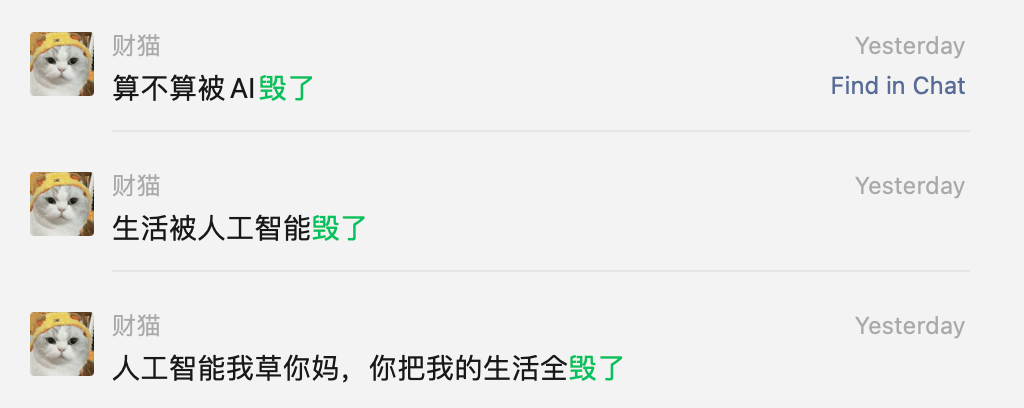 财猫
Yesterday
算不算被AI毁了
Find in Chat
财猫
Yesterday
生活被人工智能毁了
财猫
Yesterday
人工智能我草你妈，你把我的生活全毁了